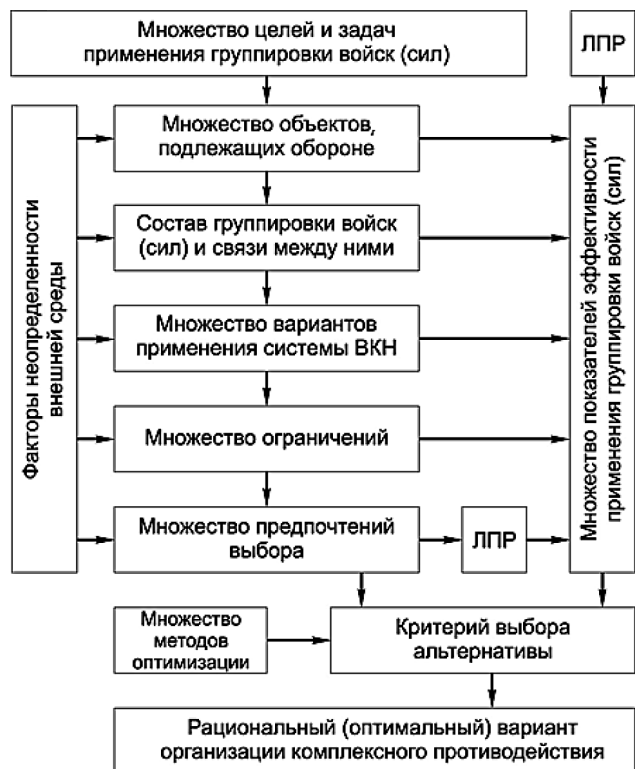 Множество целей и задач
применения группировки войск (сил)
ЛПР
Факторы неопределенности
внешней среды
Множество объектов,
подлежащих обороне
Состав группировки войск
(сил) и связи между ними
Множество вариантов
применения системы ВКН
Множество ограничений
Множество предпочтений
выбора
ЛПР
Множество показателей эффективности
применения группировки войск (сил)
Множество
методов
оптимизации
Критерий выбора
альтернативы
Рациональный (оптимальный) вариант
организации комплексного противодействия